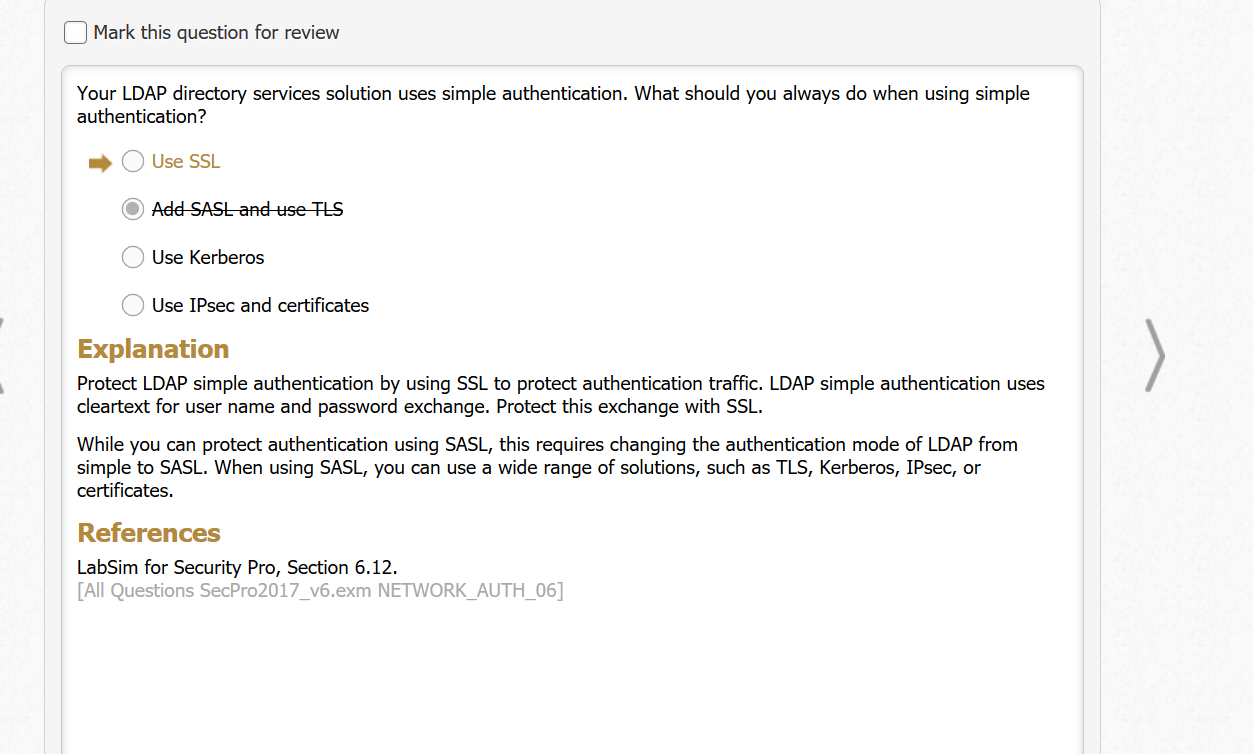 Mark this question for review
Your LDAP directory services solution uses simple authentication. What should you always do when using simple
authentication?
Use SSL
Add SASL and use TLS
Use Kerberos
Use IPsec and certificates
Explanation
Protect LDAP simple authentication by using SSL to protect authentication traffic. LDAP simple authentication uses
cleartext for user name and password exchange. Protect this exchange with SSL.
While you can protect authentication using SASL, this requires changing the authentication mode of LDAP from
simple to SASL. When using SASL, you can use a wide range of solutions, such as TLS, Kerberos, IPsec, or
certificates.
References
LabSim for Security Pro, Section 6.12.
[All Questions SecPro2017_v6.exm NETWORK_AUTH_06]